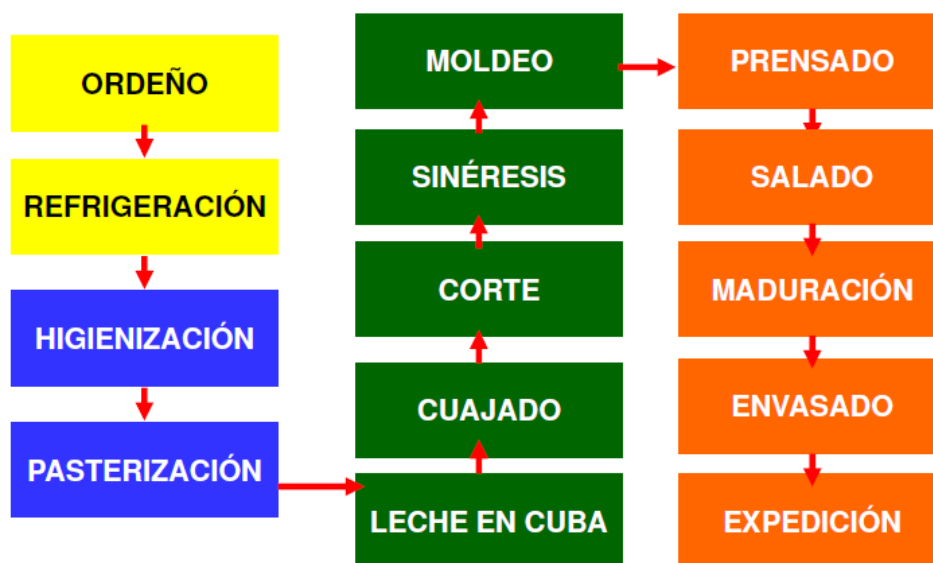 ORDEÑO
REFRIGERACIÓN
HIGIENIZACIÓN
PASTERIZACIÓN
LECHE EN CUBA
CUAJADO
CORTE
SINÉRESIS
MOLDEO
PRENSADO
SALADO
MADURACIÓN
ENVASADO
EXPEDICIÓN